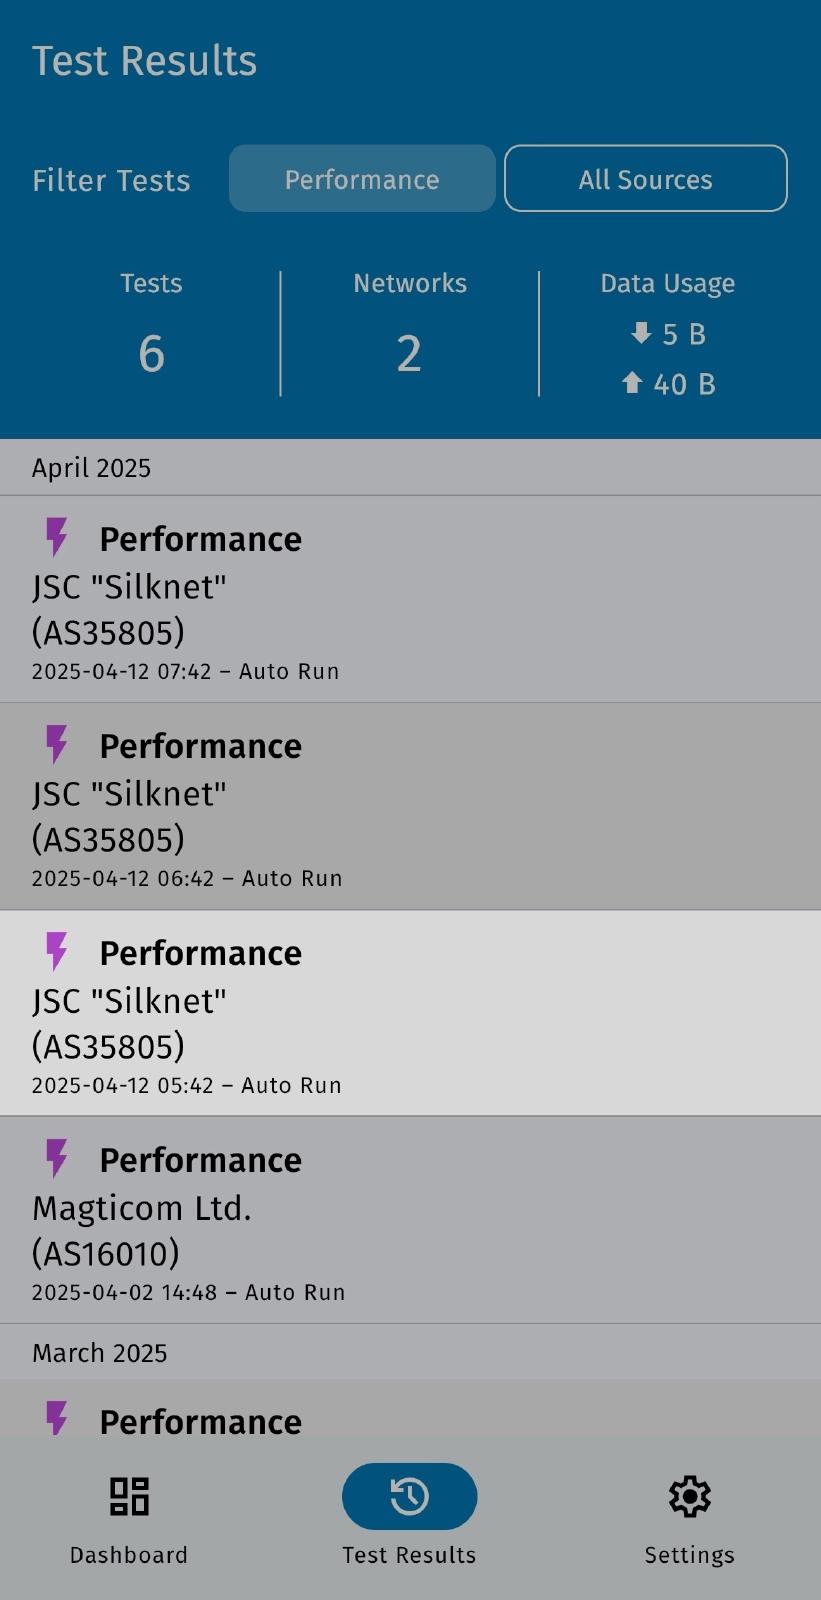 Test Results
Filter Tests Performance All Sources
Tests Networks Data Usage
6 2 5 B
40 B
April 2025
Performance
JSC "Silknet"
(AS35805)
2025-04-12 07:42 – Auto Run
Performance
JSC "Silknet"
(AS35805)
2025-04-12 06:42 – Auto Run
Performance
JSC "Silknet"
(AS35805)
2025-04-12 05:42 – Auto Run
Performance
Magticom Ltd.
(AS16010)
2025-04-02 14:48 – Auto Run
March 2025
Performance
Dashboard Test Results Settings